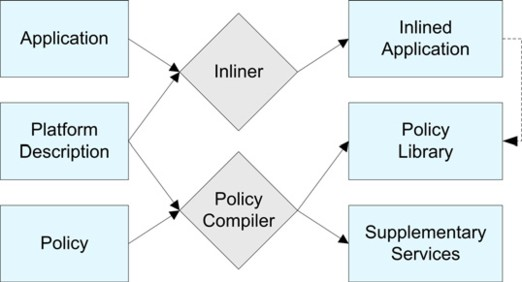 Application
Inliner
Inlined
Application
Platform
Description
Policy
Library
Policy
Compiler
Policy
Supplementary
Services